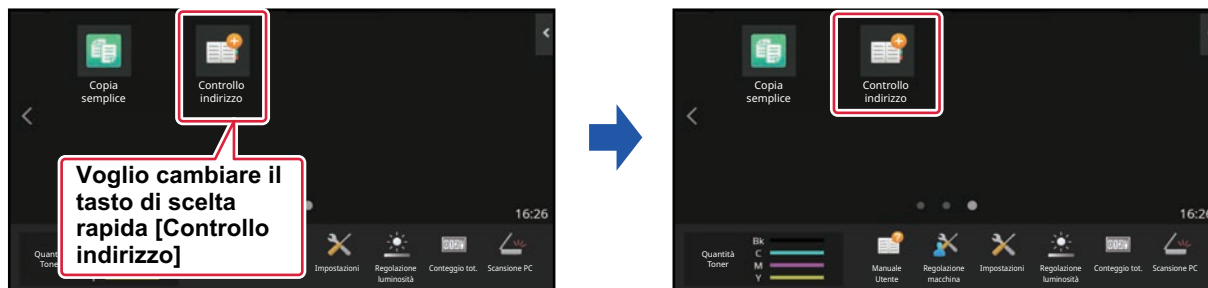 Copia
semplice
Controllo
indirizzo
Voglio cambiare il
tasto di scelta
rapida [Controllo
indirizzo]
16:26
Impostazioni
Regolazione
luminosità
Conteggio tot.
Scansione PC
Copia
semplice
Controllo
indirizzo
16:26
Quantità
Toner
Bk
C
M
Y
Manuale
Utente
Regolazione
macchina
Impostazioni
Regolazione
luminosità
Conteggio tot.
Scansione PC